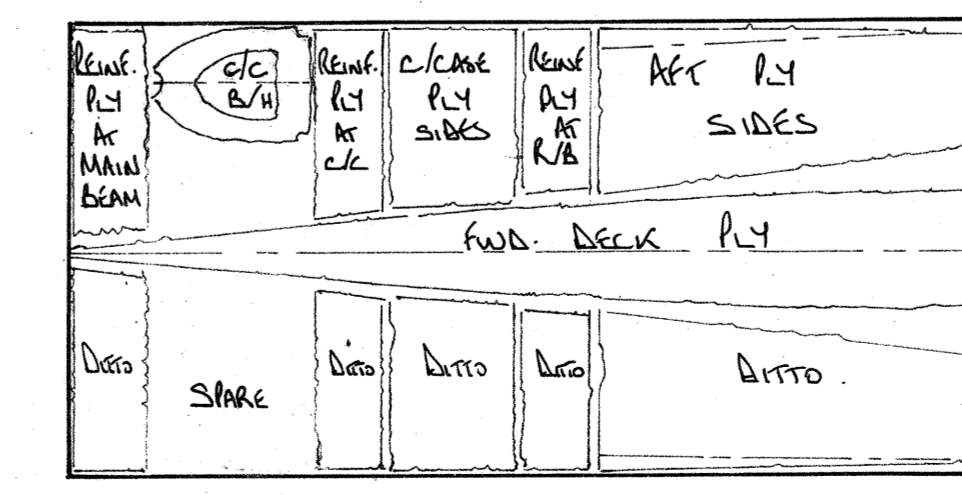 REINF.
PLY
AT
MAIN
BEAM
C/C
B/H
REINF.
PLY
AT
C/C
C/CASE
PLY
SIDES
REINF
PLY
AT
R/B
AFT PLY
SIDES
FWD. DECK PLY
DITTO
SPARE
DITTO
DITTO
DITTO
DITTO .